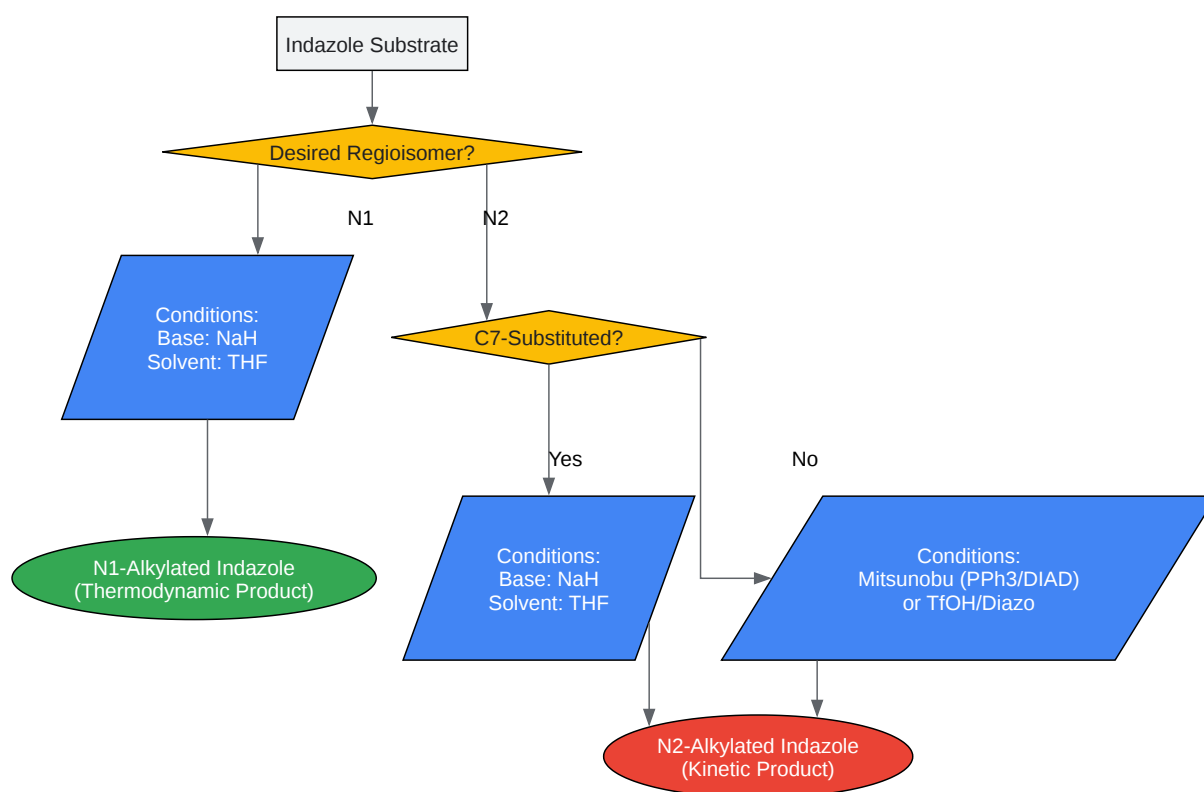 Indazole Substrate
Desired Regioisomer?
N1
N2
Conditions:
Base: NaH
Solvent: THF
C7-Substituted?
Yes
No
N1-Alkylated Indazole
(Thermodynamic Product)
Conditions:
Base: NaH
Solvent: THF
Conditions:
Mitsunobu (PPh3/DIAD)
or TfOH/Diazo
N2-Alkylated Indazole
(Kinetic Product)